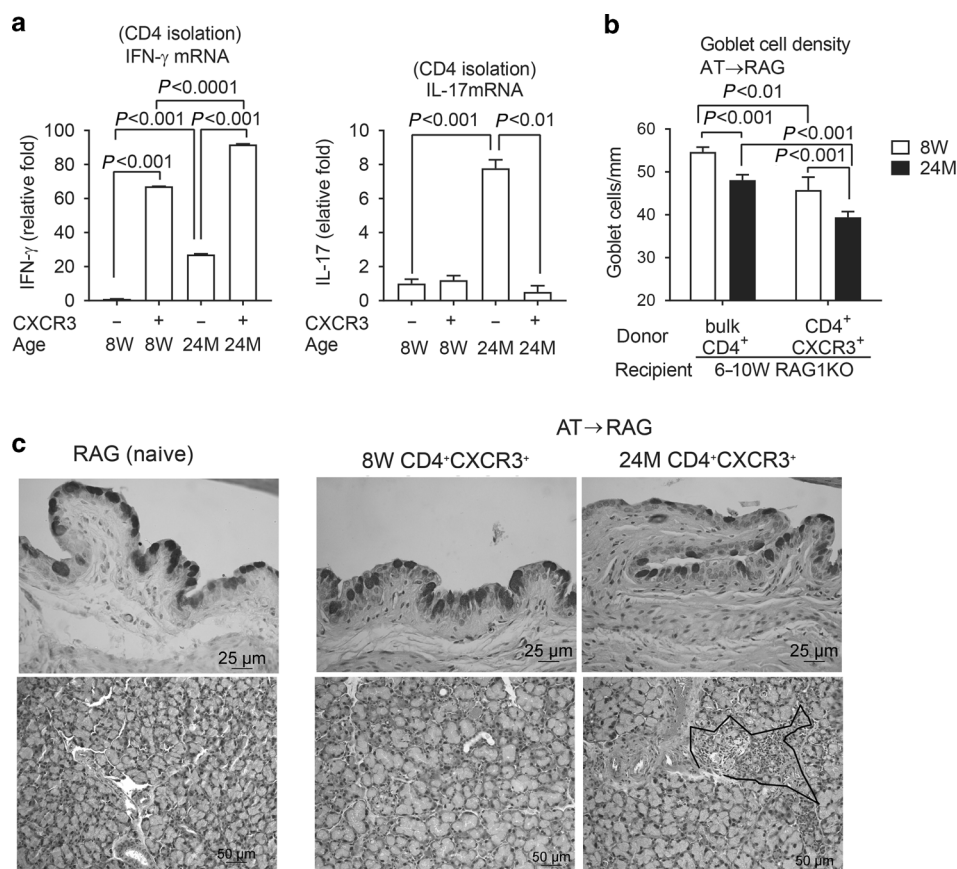 a
(CD4 isolation)
IFN-γ mRNA
P<0.0001
P<0.001 P<0.001
P<0.001
IFN-γ (relative fold)
100
80
60
40
20
0
CXCR3 – + – +
Age 8W 8W 24M 24M
(CD4 isolation)
IL-17mRNA
P<0.001 P<0.01
IL-17 (elative fold)
10
8
6
4
2
0
CXCR3 – + – +
Age 8W 8W 24M 24M
b
Goblet cell density
AT→RAG
P<0.01
P<0.001
P<0.001
P<0.001
8W
24M
Goblet cells/mm
60
50
40
30
20
Donor bulk CD4+ CD4+ CXCR3+
Recipient 6–10W RAG1KO
c
RAG (naive)
AT→RAG
8W CD4+CXCR3+ 24M CD4+CXCR3+
25 µm 25 µm 25 µm
50 µm 50 µm 50 µm